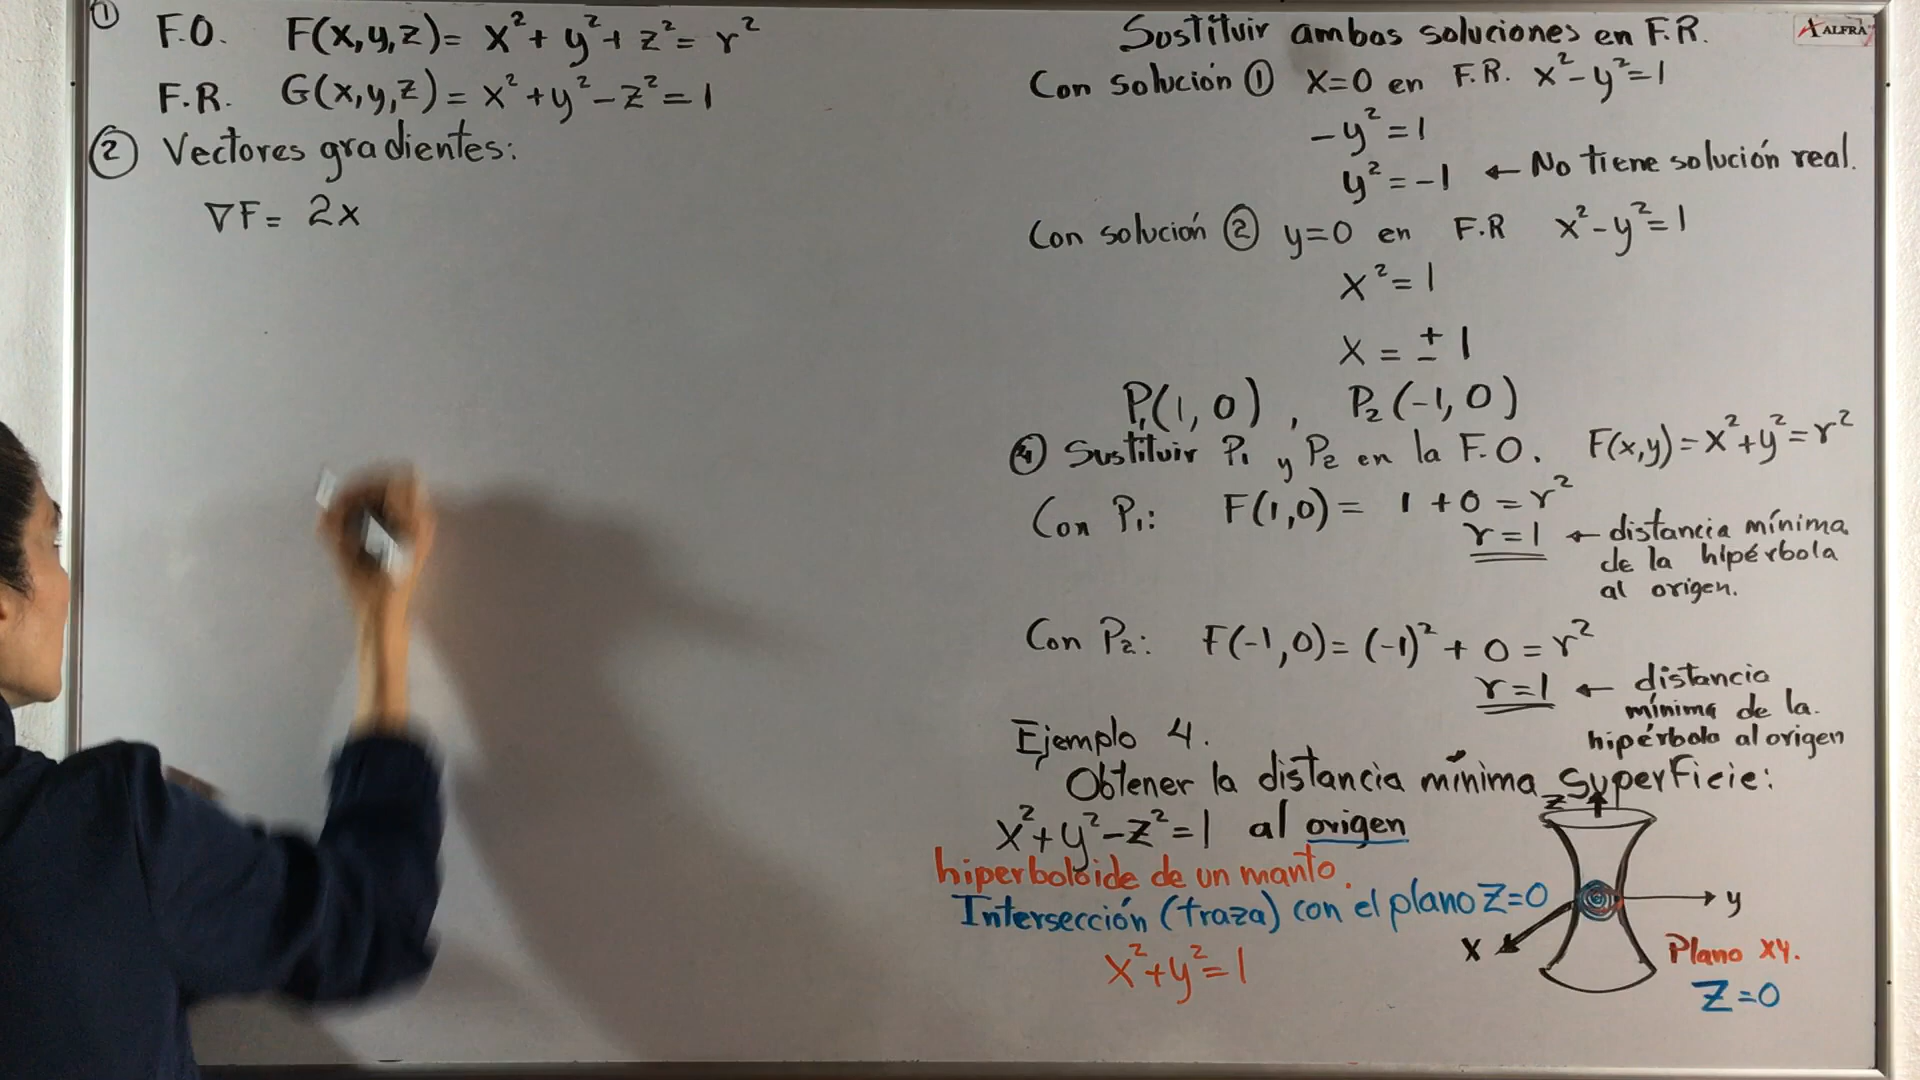 ① F.O. F(x,y,z)= x²+ y²+ z²= r²
F.R. G(x,y,z)= x²+y²-z²=1
② Vectores gradientes:
∇F= 2x
Sustituir ambas soluciones en F.R.
Con solución ① x=0 en F.R. x²-y²=1
-y²=1
y²=-1 ← No tiene solución real.
Con solución ② y=0 en F.R x²-y²=1
x²=1
x = ± 1
P₁(1,0), P₂(-1,0)
④ Sustituir P₁ y P₂ en la F.O. F(x,y)=x²+y²=r²
Con P₁: F(1,0)= 1+0=r²
r=1 ← distancia mínima
de la hipérbola
al origen.
Con P₂: F(-1,0)=(-1)²+ 0=r²
r=1 ← distancia
mínima de la.
hipérbola al origen
Ejemplo 4.
Obtener la distancia mínima superficie:
x²+y²-z²=1 al origen
hiperboloide de un manto.
Intersección (traza) con el plano Z=0
x²+y²=1
z
y
x
Plano xy.
Z=0
ALFRA